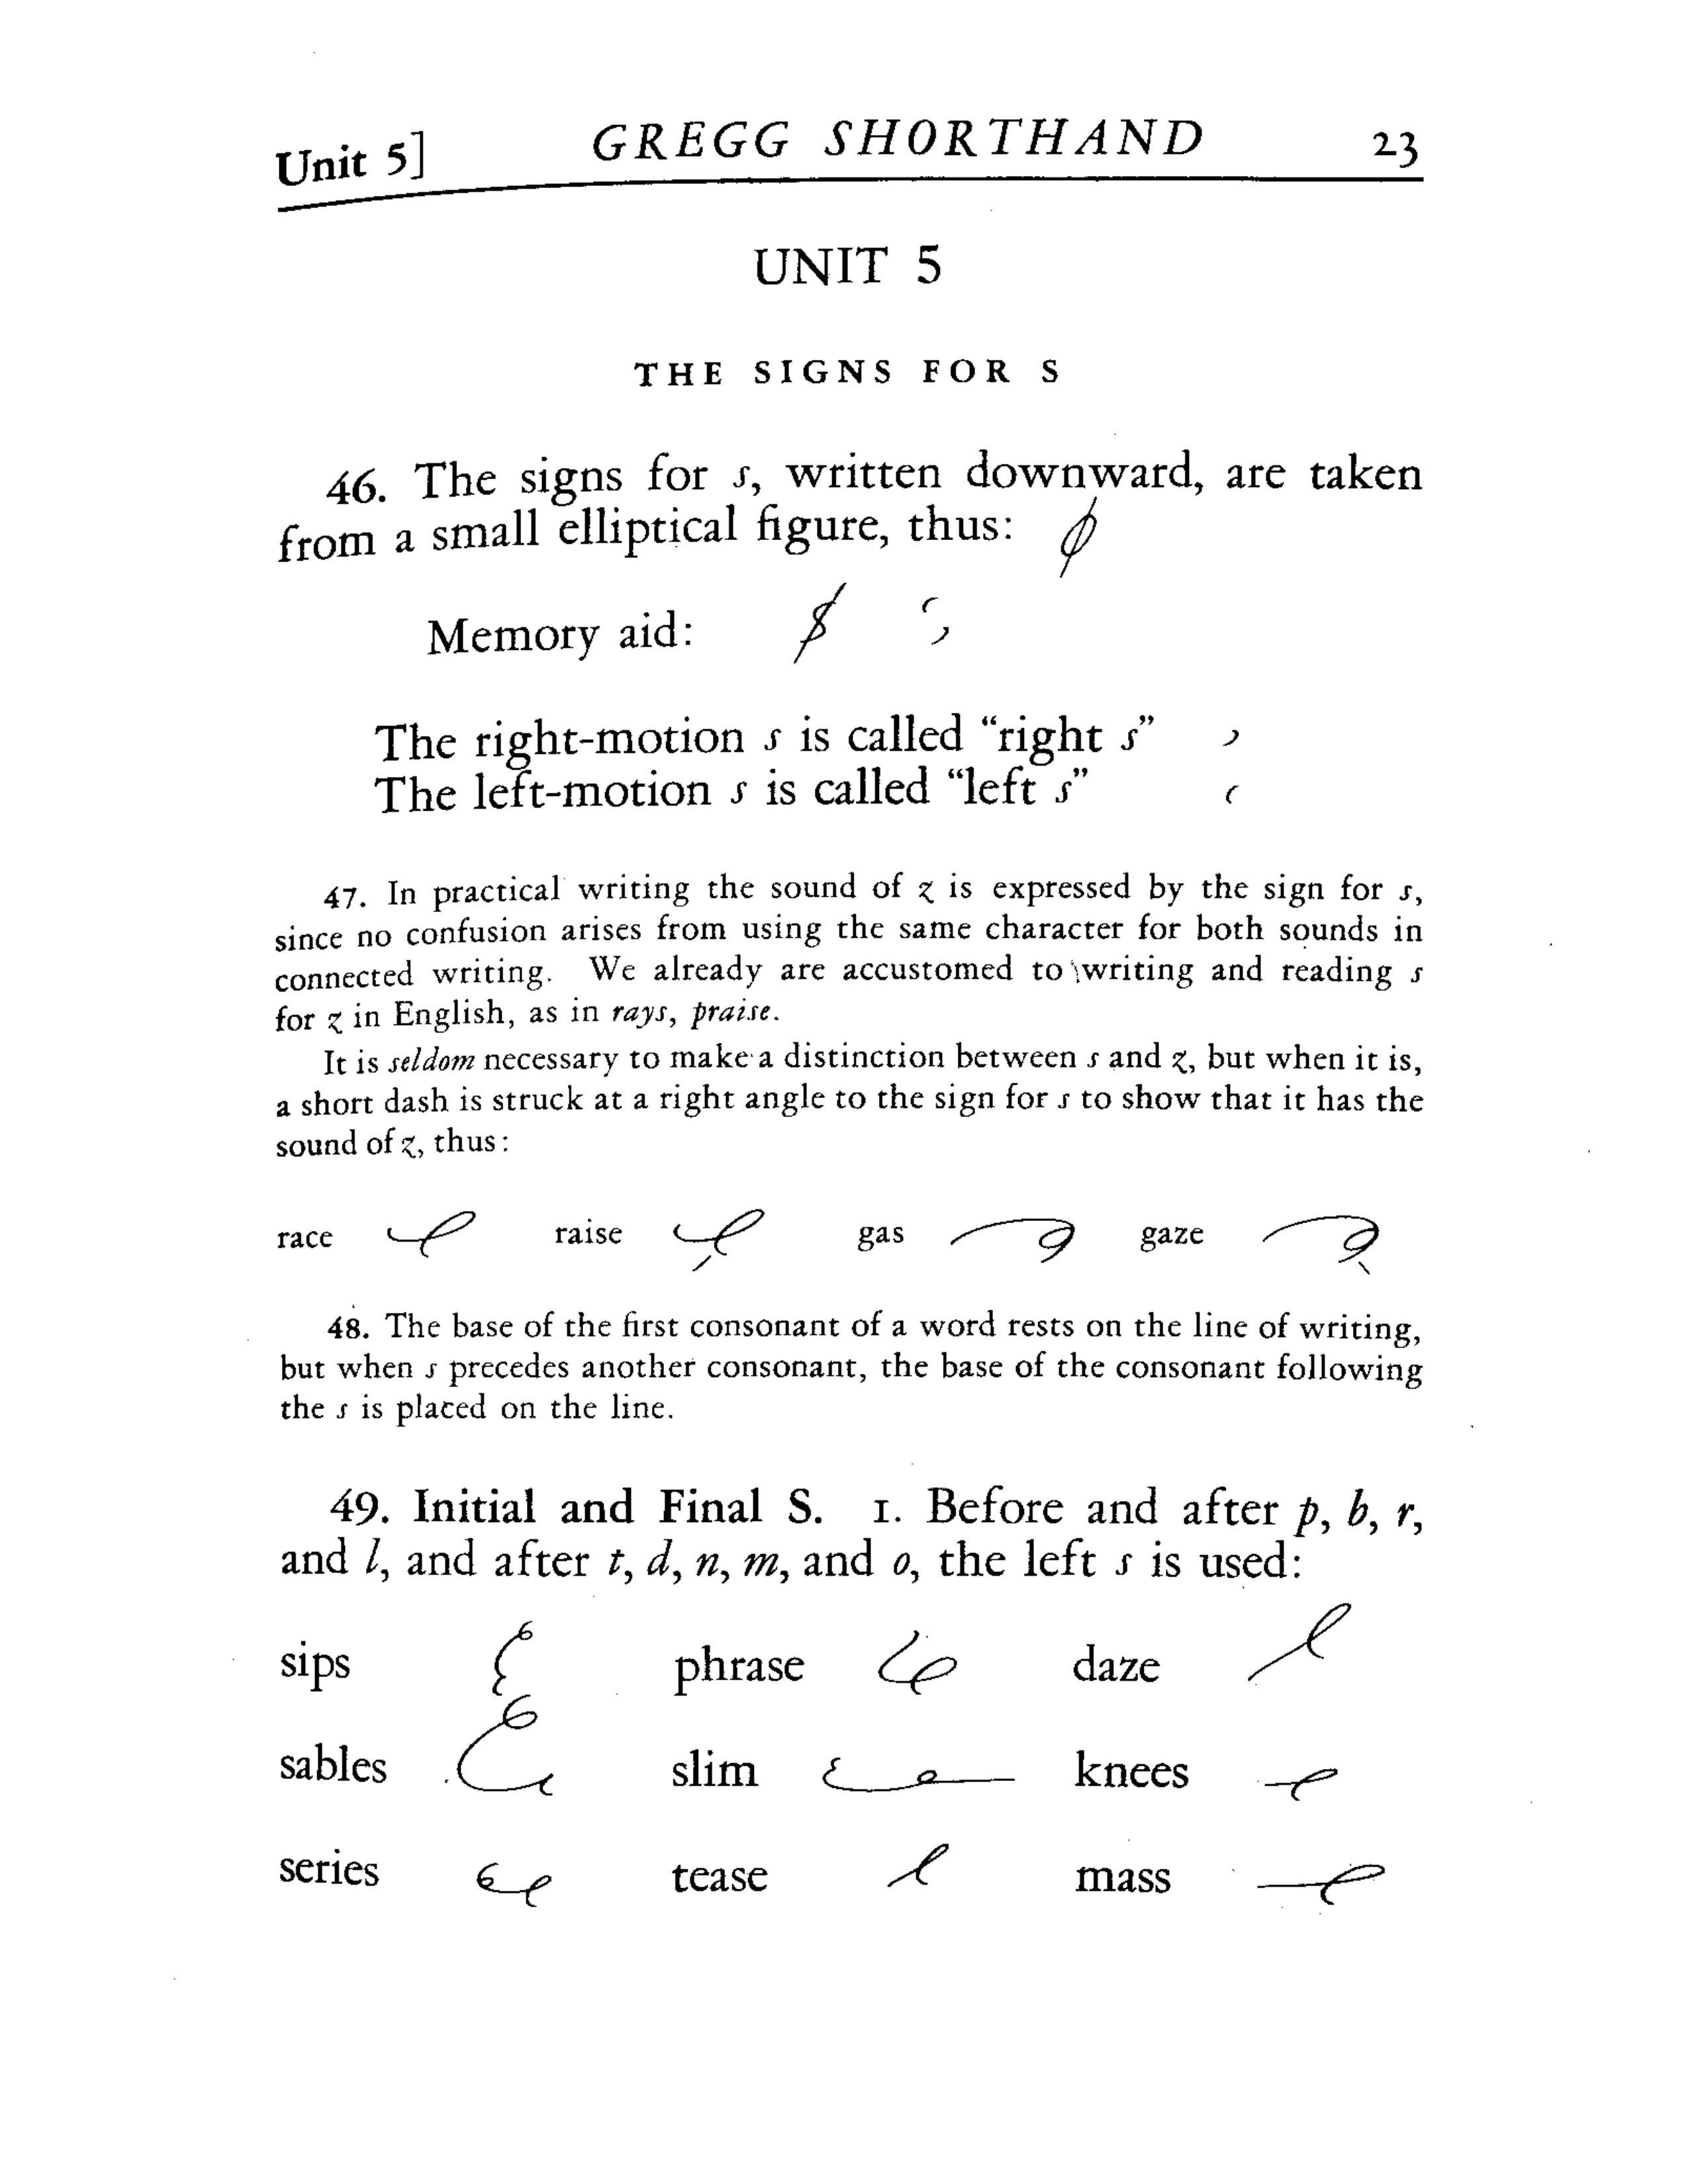 Unit 5] GREGG SHORTHAND 23
UNIT 5
THE SIGNS FOR S
46. The signs for s, written downward, are taken
from a small elliptical figure, thus:
Memory aid:
The right-motion s is called “right s”
The left-motion s is called “left s”
47. In practical writing the sound of z is expressed by the sign for s,
since no confusion arises from using the same character for both sounds in
connected writing. We already are accustomed to writing and reading s
for z in English, as in rays, praise.
It is seldom necessary to make a distinction between s and z, but when it is,
a short dash is struck at a right angle to the sign for s to show that it has the
sound of z, thus:
race raise gas gaze
48. The base of the first consonant of a word rests on the line of writing,
but when s precedes another consonant, the base of the consonant following
the s is placed on the line.
49. Initial and Final S. 1. Before and after p, b, r,
and l, and after t, d, n, m, and o, the left s is used:
sips phrase daze
sables slim knees
series tease mass